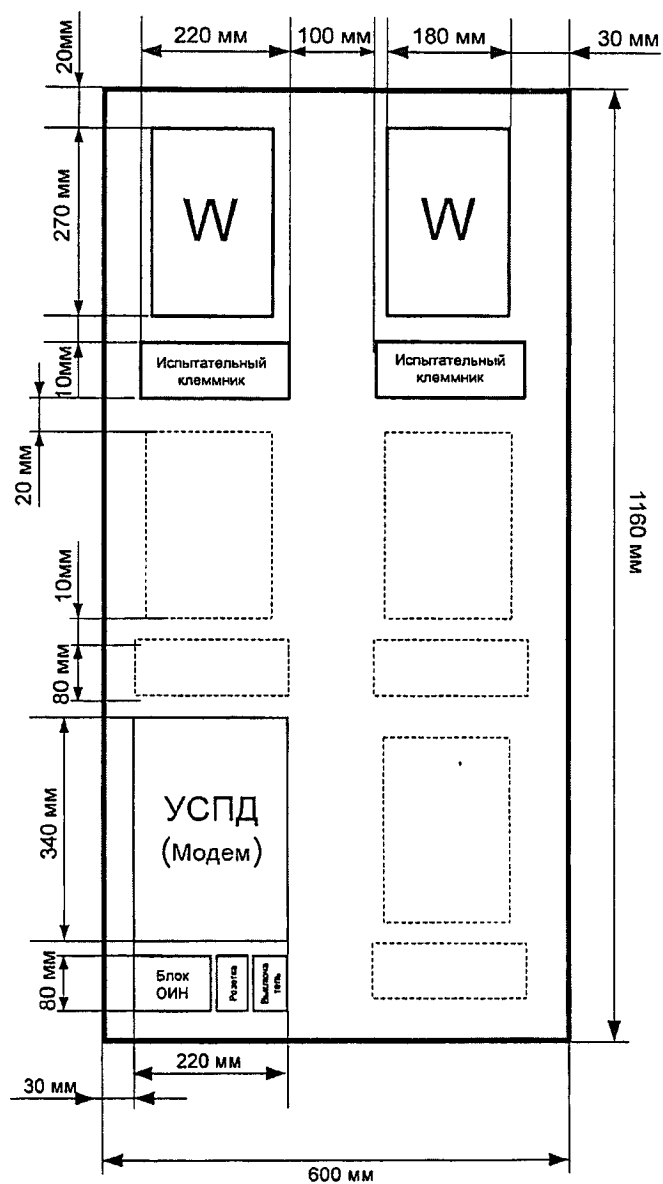 220 мм
100 мм
180 мм
30 мм
20мм
270 мм
W
W
10мм
Испытательный
клеммник
Испытательный
клеммник
20 мм
1160 мм
10мм
80 мм
340 мм
УСПД
(Модем)
80 мм
Блок
ОИН
Розетка
Выключа
тель
220 мм
30 мм
600 мм